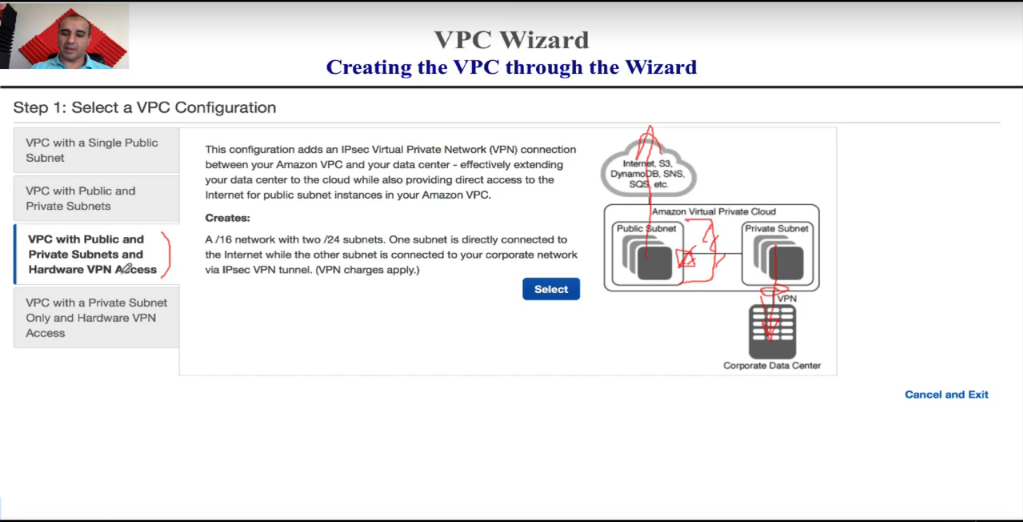 VPC Wizard
Creating the VPC through the Wizard
Step 1: Select a VPC Configuration
VPC with a Single Public
Subnet
VPC with Public and
Private Subnets
VPC with Public and
Private Subnets and
Hardware VPN Access
VPC with a Private Subnet
Only and Hardware VPN
Access
This configuration adds an IPsec Virtual Private Network (VPN) connection
between your Amazon VPC and your data center - effectively extending
your data center to the cloud while also providing direct access to the
Internet for public subnet instances in your Amazon VPC.
Creates:
A /16 network with two /24 subnets. One subnet is directly connected to
the Internet while the other subnet is connected to your corporate network
via IPsec VPN tunnel. (VPN charges apply.)
Select
Internet, S3,
DynamoDB, SNS,
SQS, etc.
Amazon Virtual Private Cloud
Public Subnet
Private Subnet
VPN
Corporate Data Center
Cancel and Exit